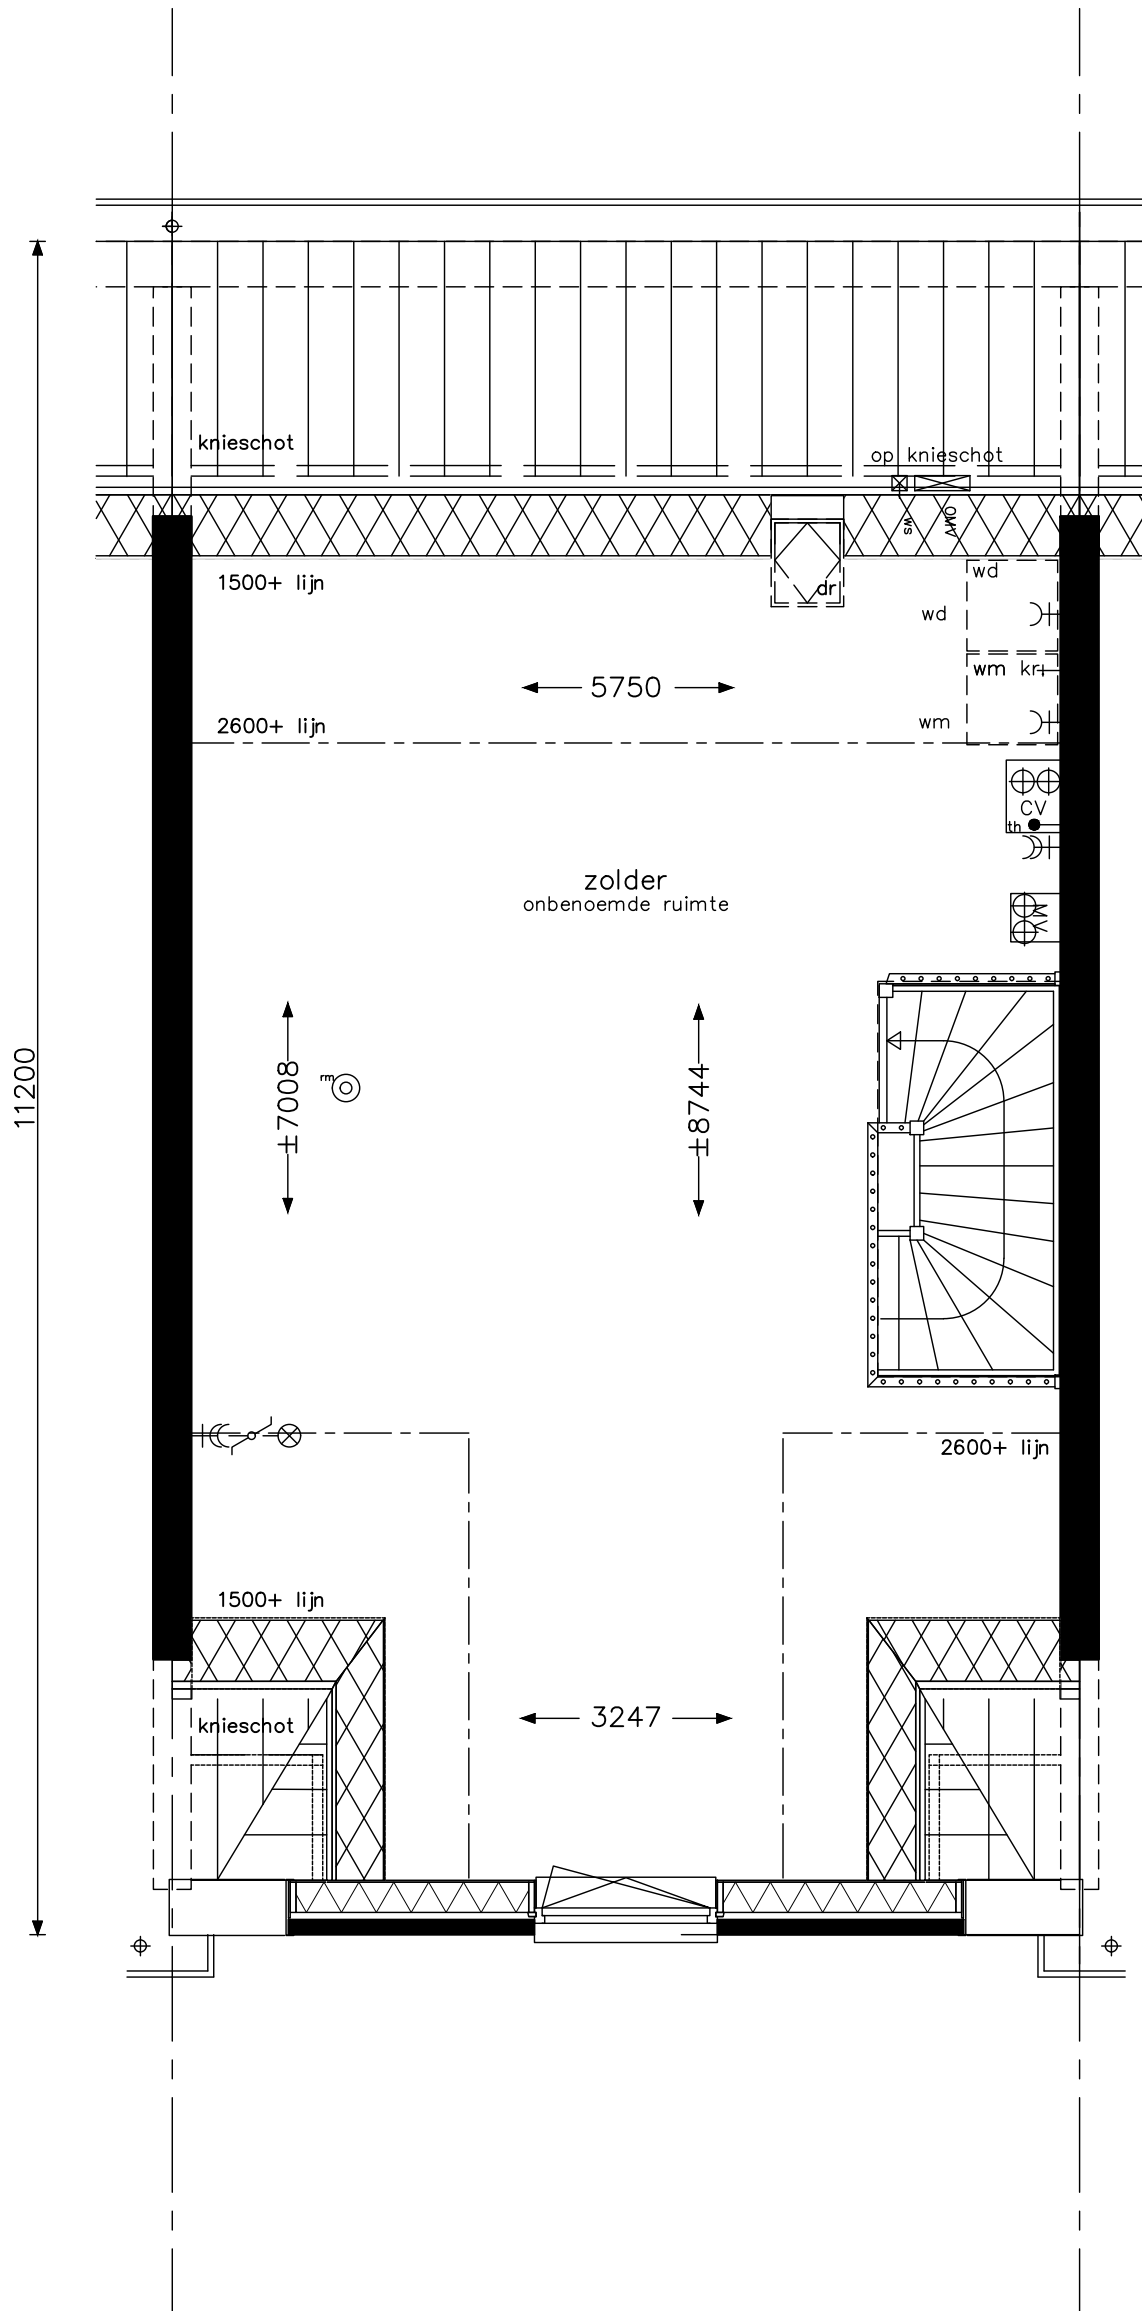 knieschot
op knieschot
ws
OMV
1500+ lijn
dr
wd
wd
5750
wm kr
wm
2600+ lijn
CV
th
zolder
onbenoemde ruimte
MV
11200
±7008
rm
±8744
2600+ lijn
1500+ lijn
knieschot
3247